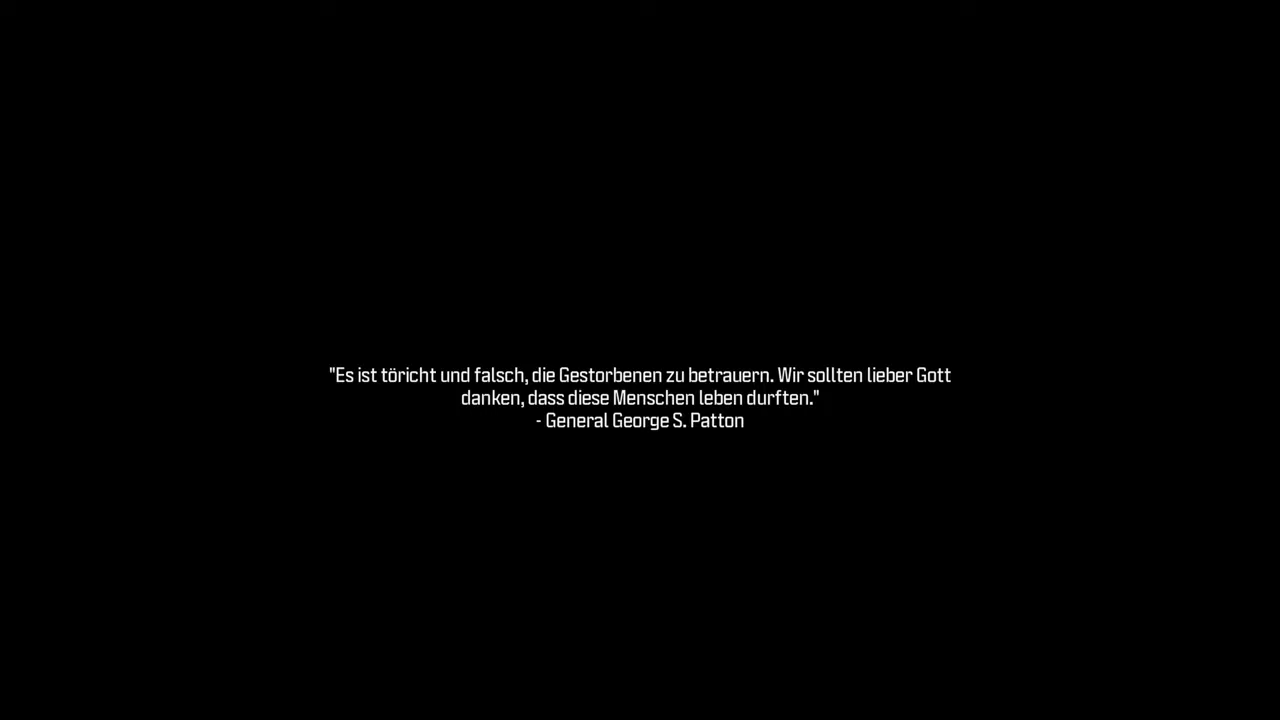 "Es ist töricht und falsch, die Gestorbenen zu betrauern. Wir sollten lieber Gott
danken, dass diese Menschen leben durften."
- General George S. Patton